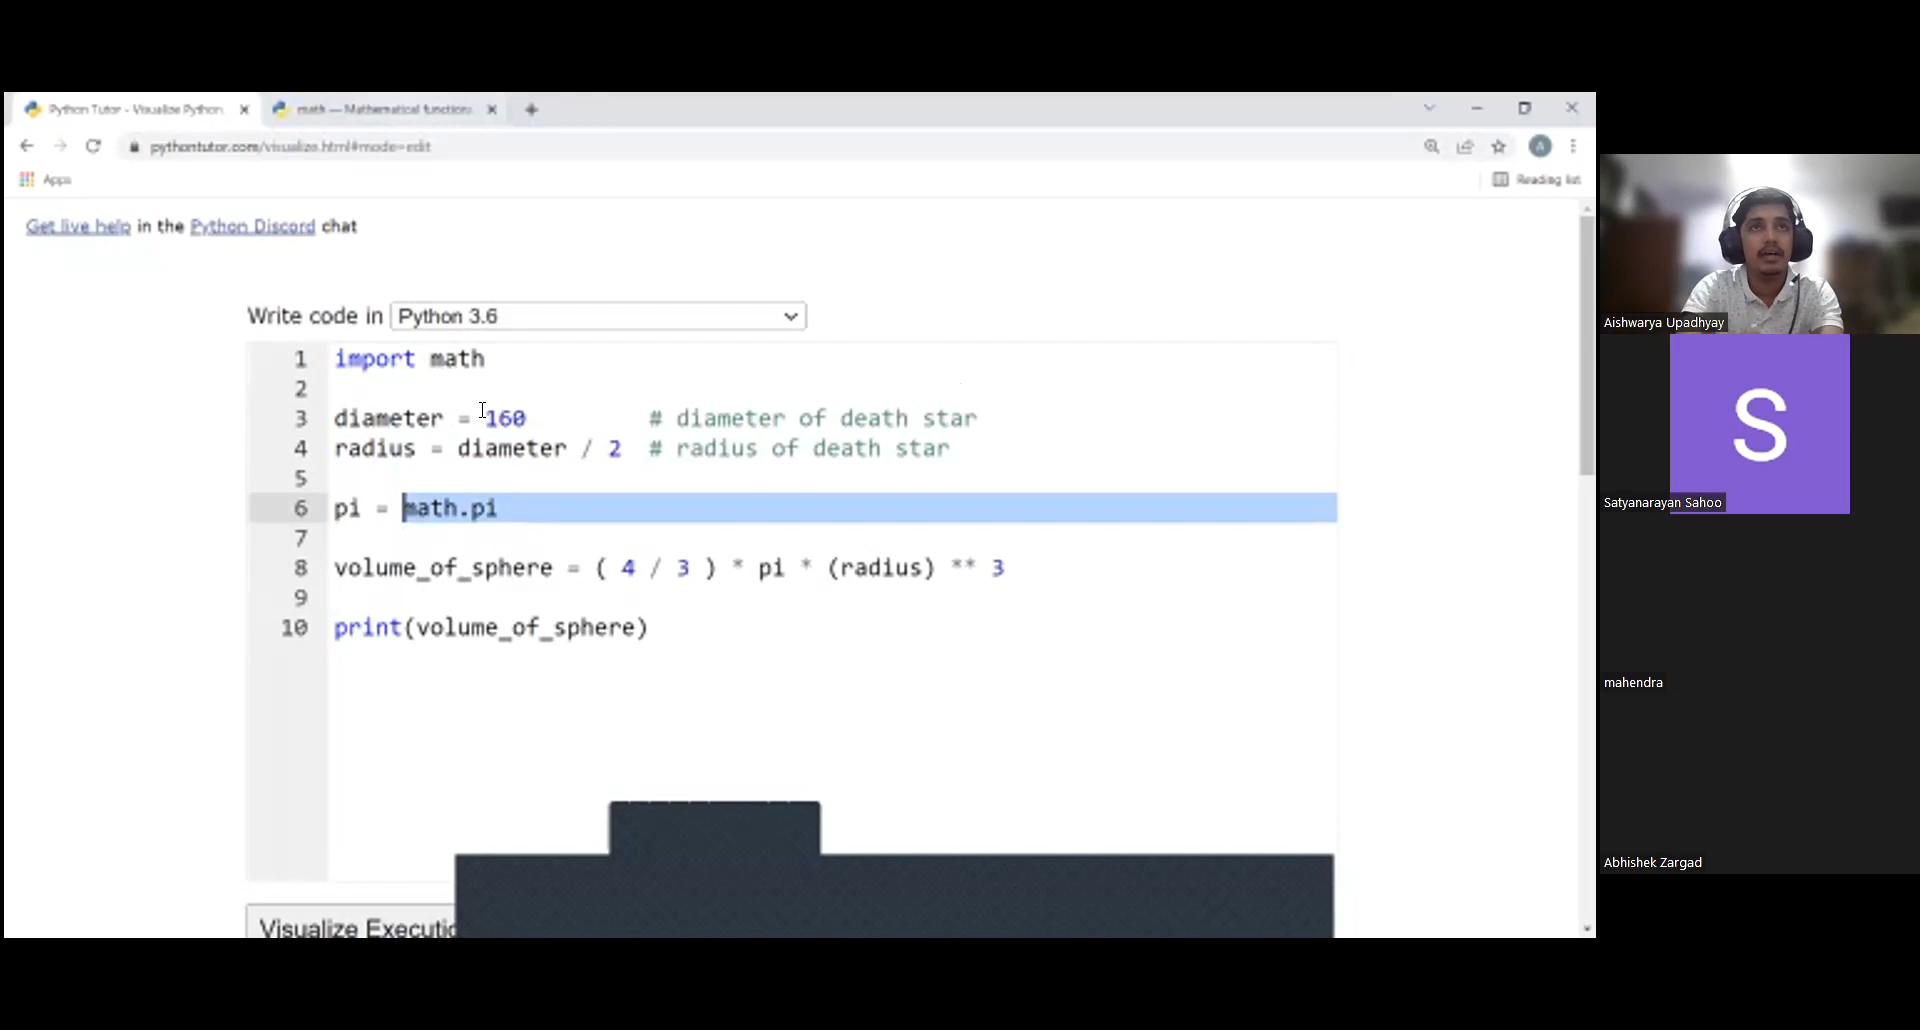 Python Tutor - Visualize Python
math — Mathematical functions
pythontutor.com/visualize.html#mode=edit
A
Apps
Reading list
Get live help in the Python Discord chat
Write code in Python 3.6
1 import math
2
3 diameter = 160 # diameter of death star
4 radius = diameter / 2 # radius of death star
5
6 pi = math.pi
7
8 volume_of_sphere = ( 4 / 3 ) * pi * (radius) ** 3
9
10 print(volume_of_sphere)
Visualize Executio
Aishwarya Upadhyay
S
Satyanarayan Sahoo
mahendra
Abhishek Zargad